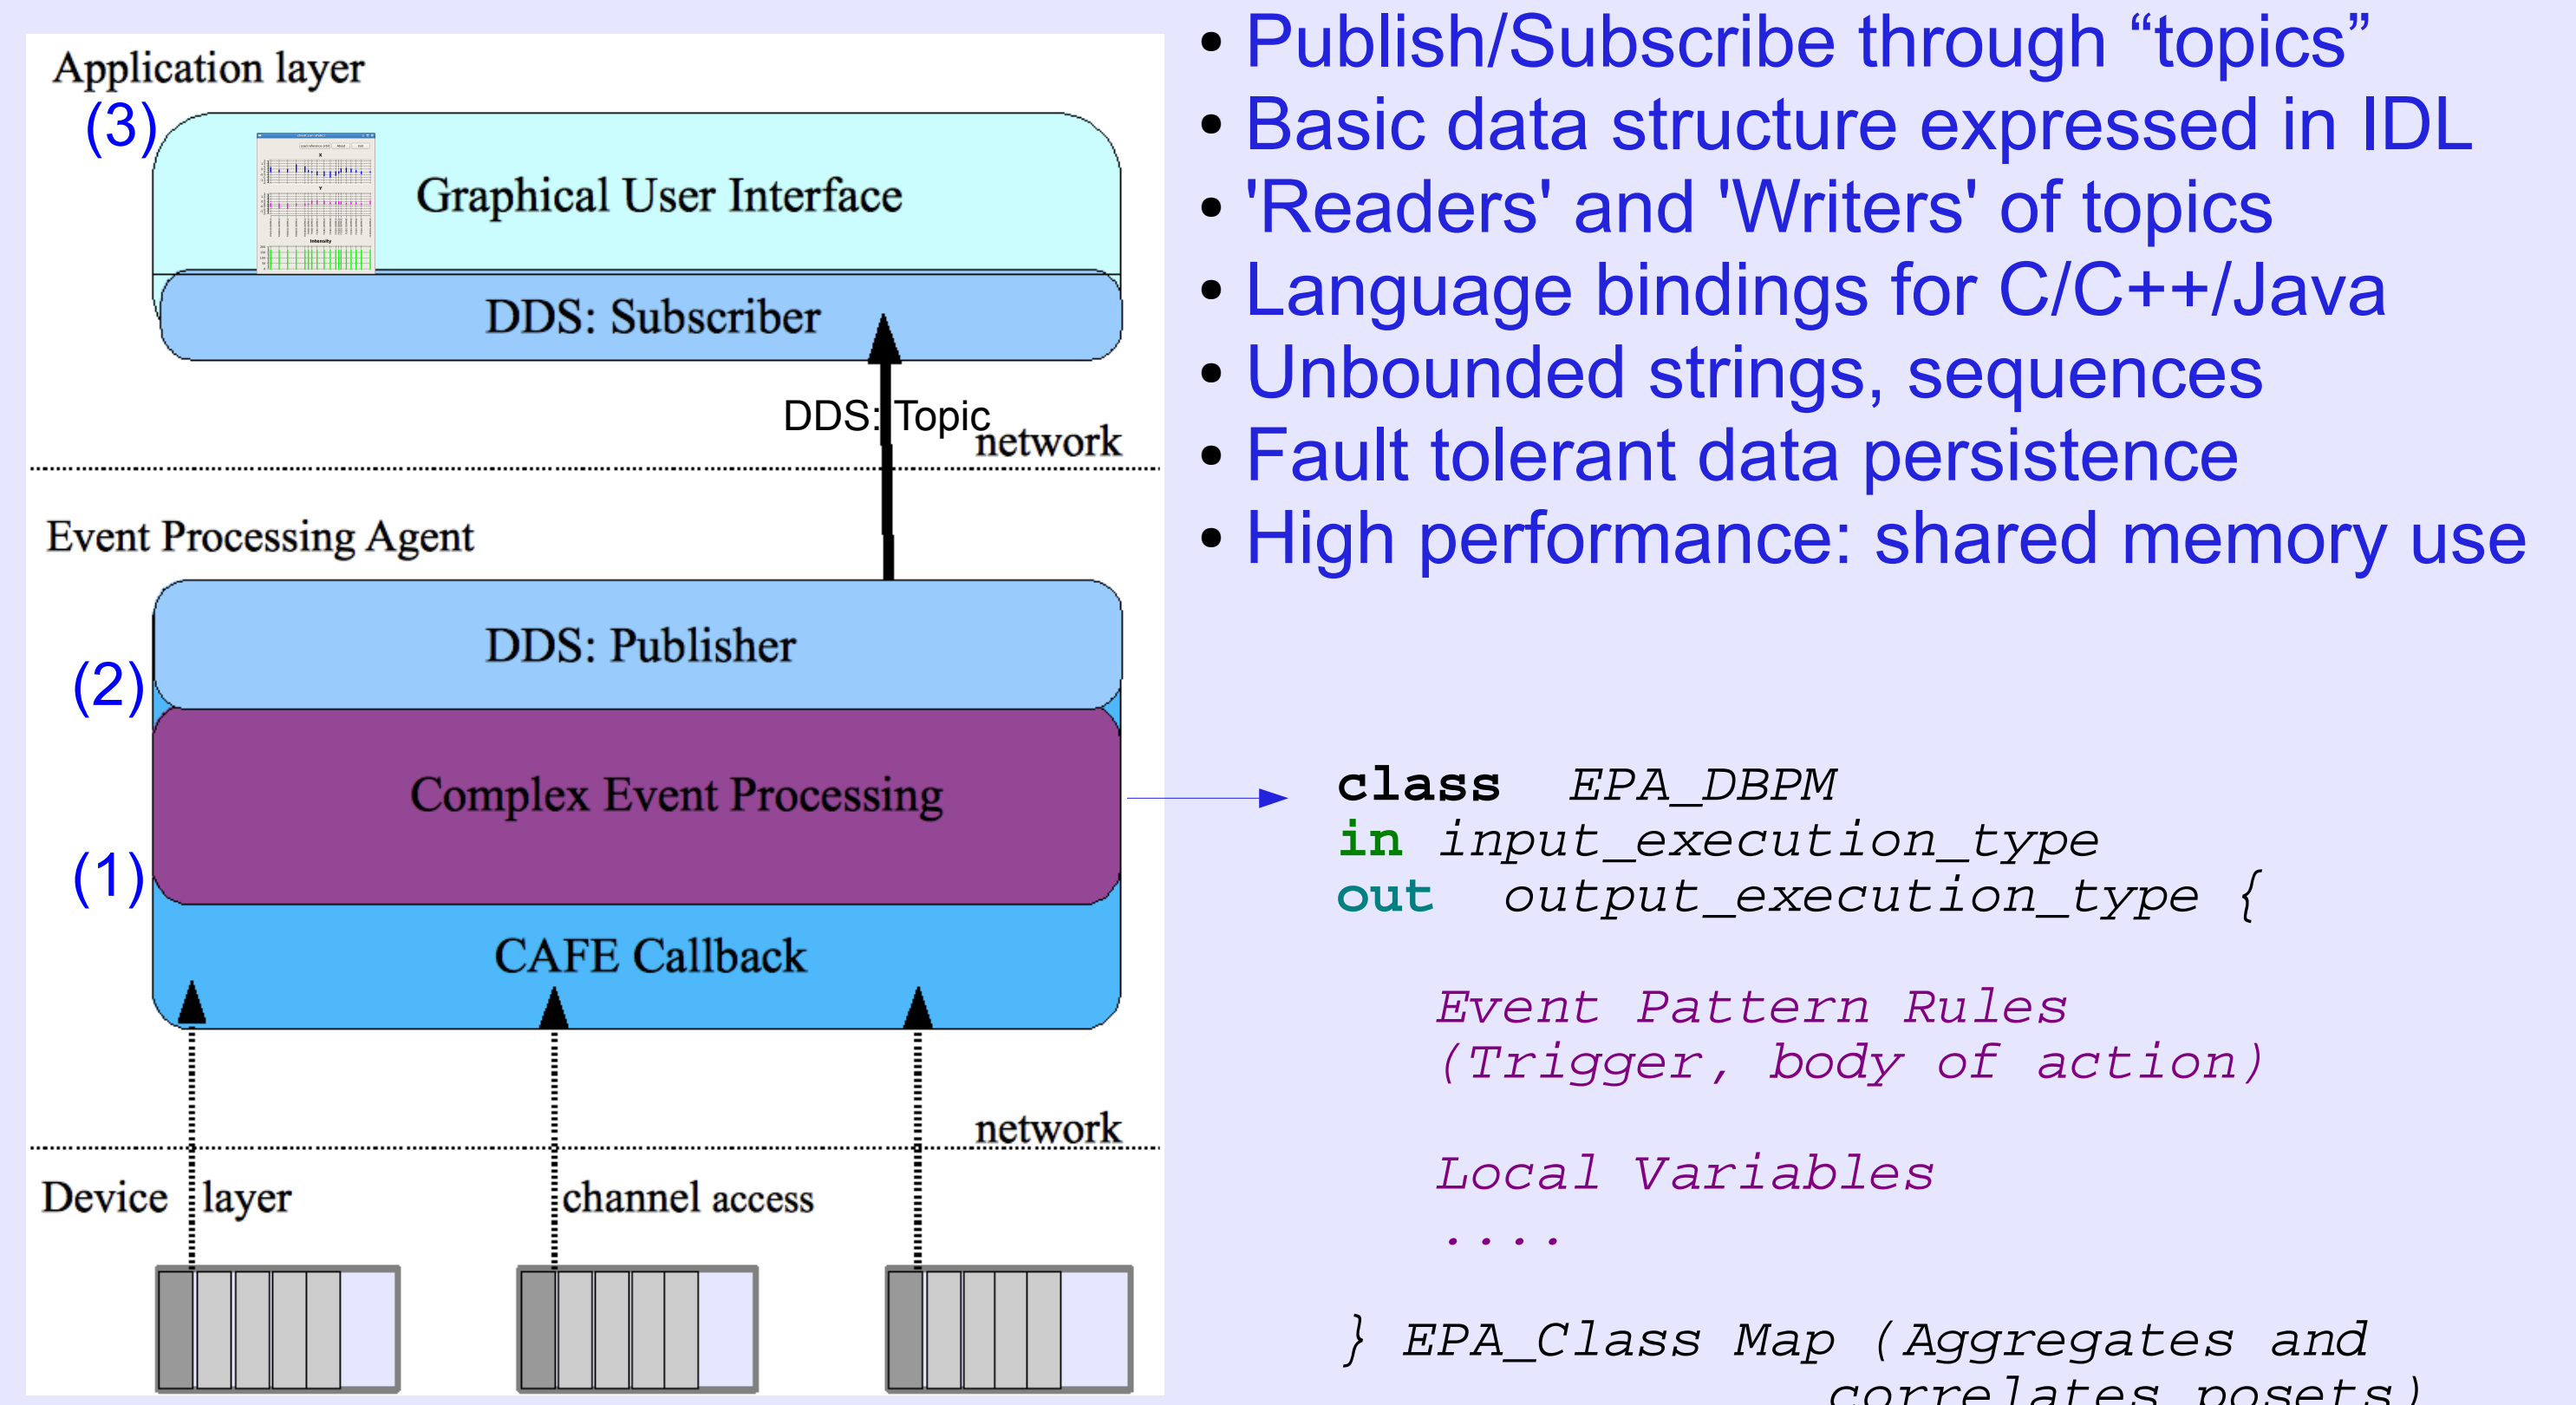 Application layer
(3)
X
Y
Intensity
Graphical User Interface
DDS: Subscriber
DDS: Topic
network
Event Processing Agent
DDS: Publisher
(2)
Complex Event Processing
(1)
CAFE Callback
network
Device layer
channel access
• Publish/Subscribe through “topics”
• Basic data structure expressed in IDL
• 'Readers' and 'Writers' of topics
• Language bindings for C/C++/Java
• Unbounded strings, sequences
• Fault tolerant data persistence
• High performance: shared memory use
class EPA_DBPM
in input_execution_type
out output_execution_type {
Event Pattern Rules
(Trigger, body of action)
Local Variables
....
} EPA_Class Map (Aggregates and
correlates posets)